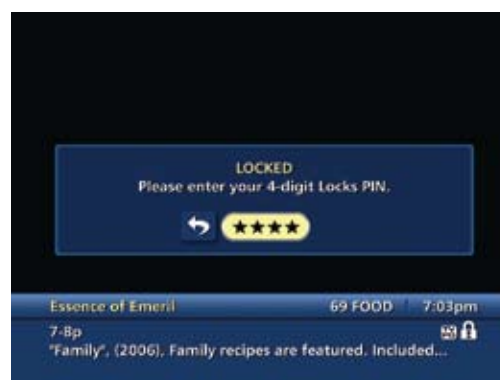 LOCKED
Please enter your 4-digit Locks PIN.
★★★★
Essence of Emeril 69 FOOD 7:03pm
7-8p
"Family", (2006), Family recipes are featured. Included...